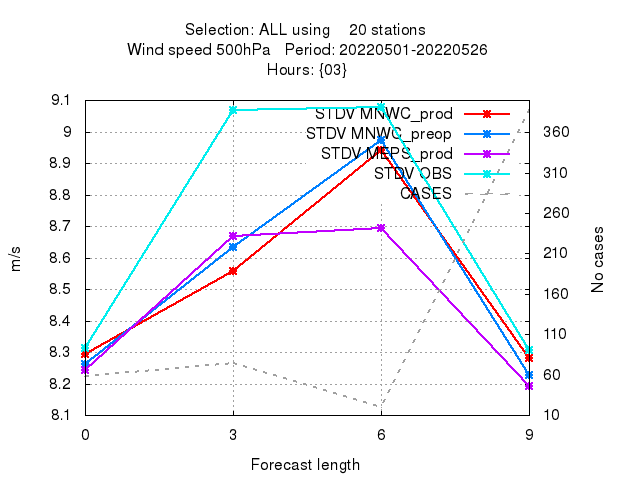 Selection: ALL using 20 stations
Wind speed 500hPa Period: 20220501-20220526
Hours: {03}
9.1
9
8.9
8.8
8.7
8.6
8.5
8.4
8.3
8.2
8.1
m/s
STDV MNWC_prod
STDV MNWC_preop
STDV MEPS_prod
STDV OBS
CASES
360
310
260
210
160
110
60
10
No cases
0 3 6 9
Forecast length